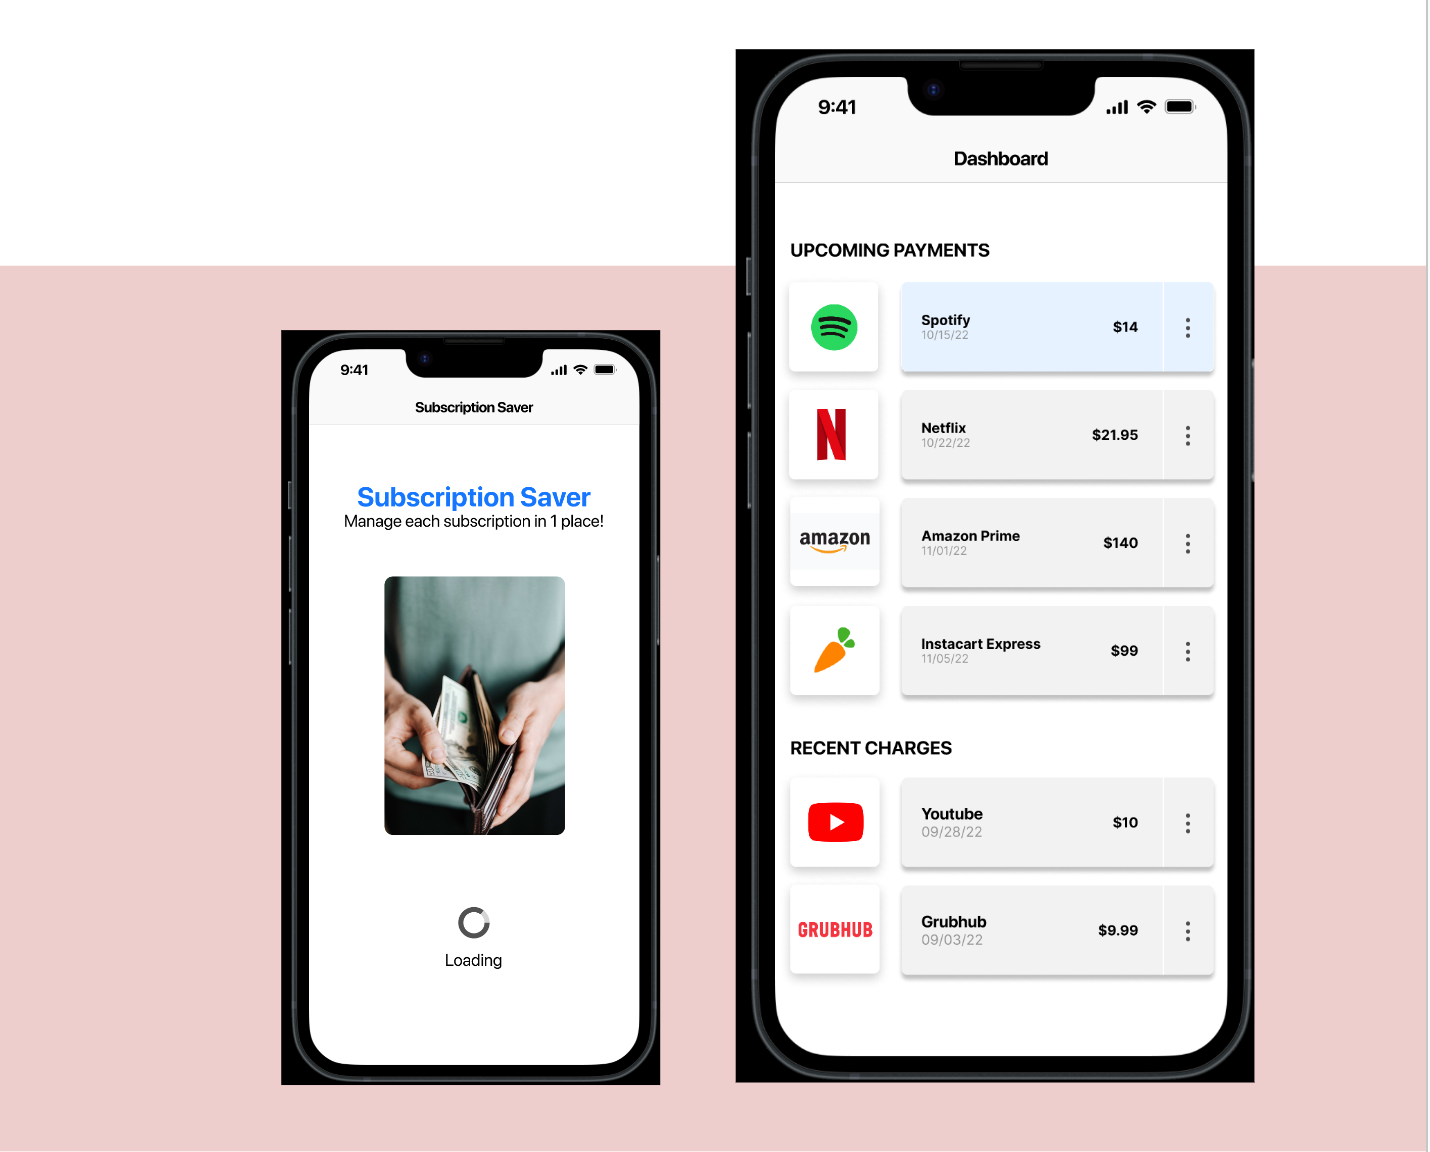 9:41
Subscription Saver
Subscription Saver
Manage each subscription in 1 place!
Loading
9:41
Dashboard
UPCOMING PAYMENTS
Spotify
10/15/22
$14
Netflix
10/22/22
$21.95
amazon
Amazon Prime
11/01/22
$140
Instacart Express
11/05/22
$99
RECENT CHARGES
Youtube
09/28/22
$10
GRUBHUB
Grubhub
09/03/22
$9.99